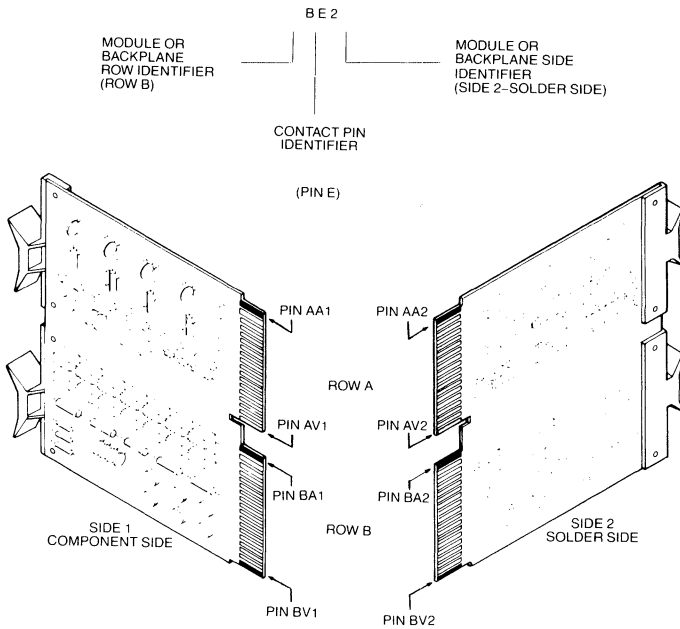 B E 2
MODULE OR
BACKPLANE
ROW IDENTIFIER
(ROW B)
MODULE OR
BACKPLANE SIDE
IDENTIFIER
(SIDE 2–SOLDER SIDE)
CONTACT PIN
IDENTIFIER
(PIN E)
PIN AA1
PIN AA2
ROW A
PIN AV1
PIN AV2
PIN BA1
PIN BA2
SIDE 1
COMPONENT SIDE
ROW B
SIDE 2
SOLDER SIDE
PIN BV1
PIN BV2